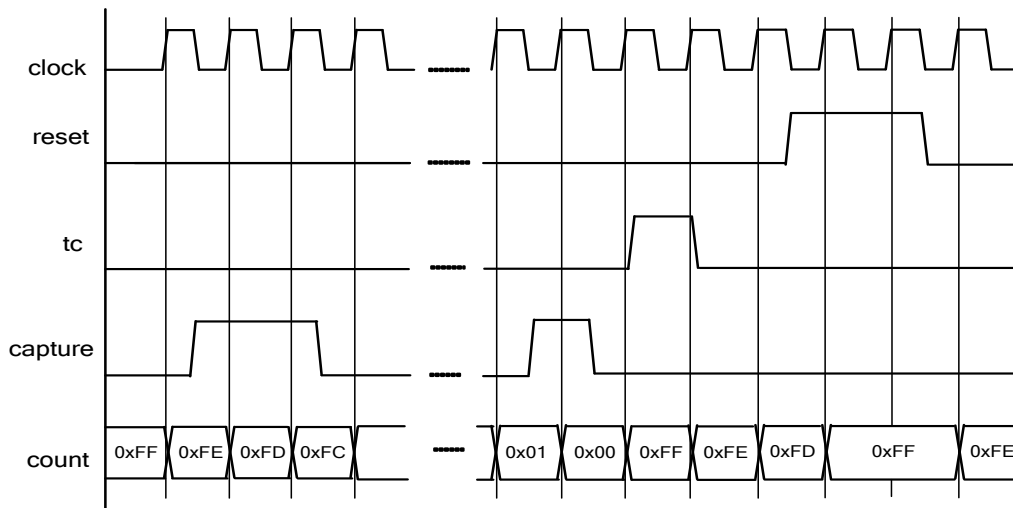 clock
reset
tc
capture
count
0xFF 0xFE 0xFD 0xFC 0x01 0x00 0xFF 0xFE 0xFD 0xFF 0xFE